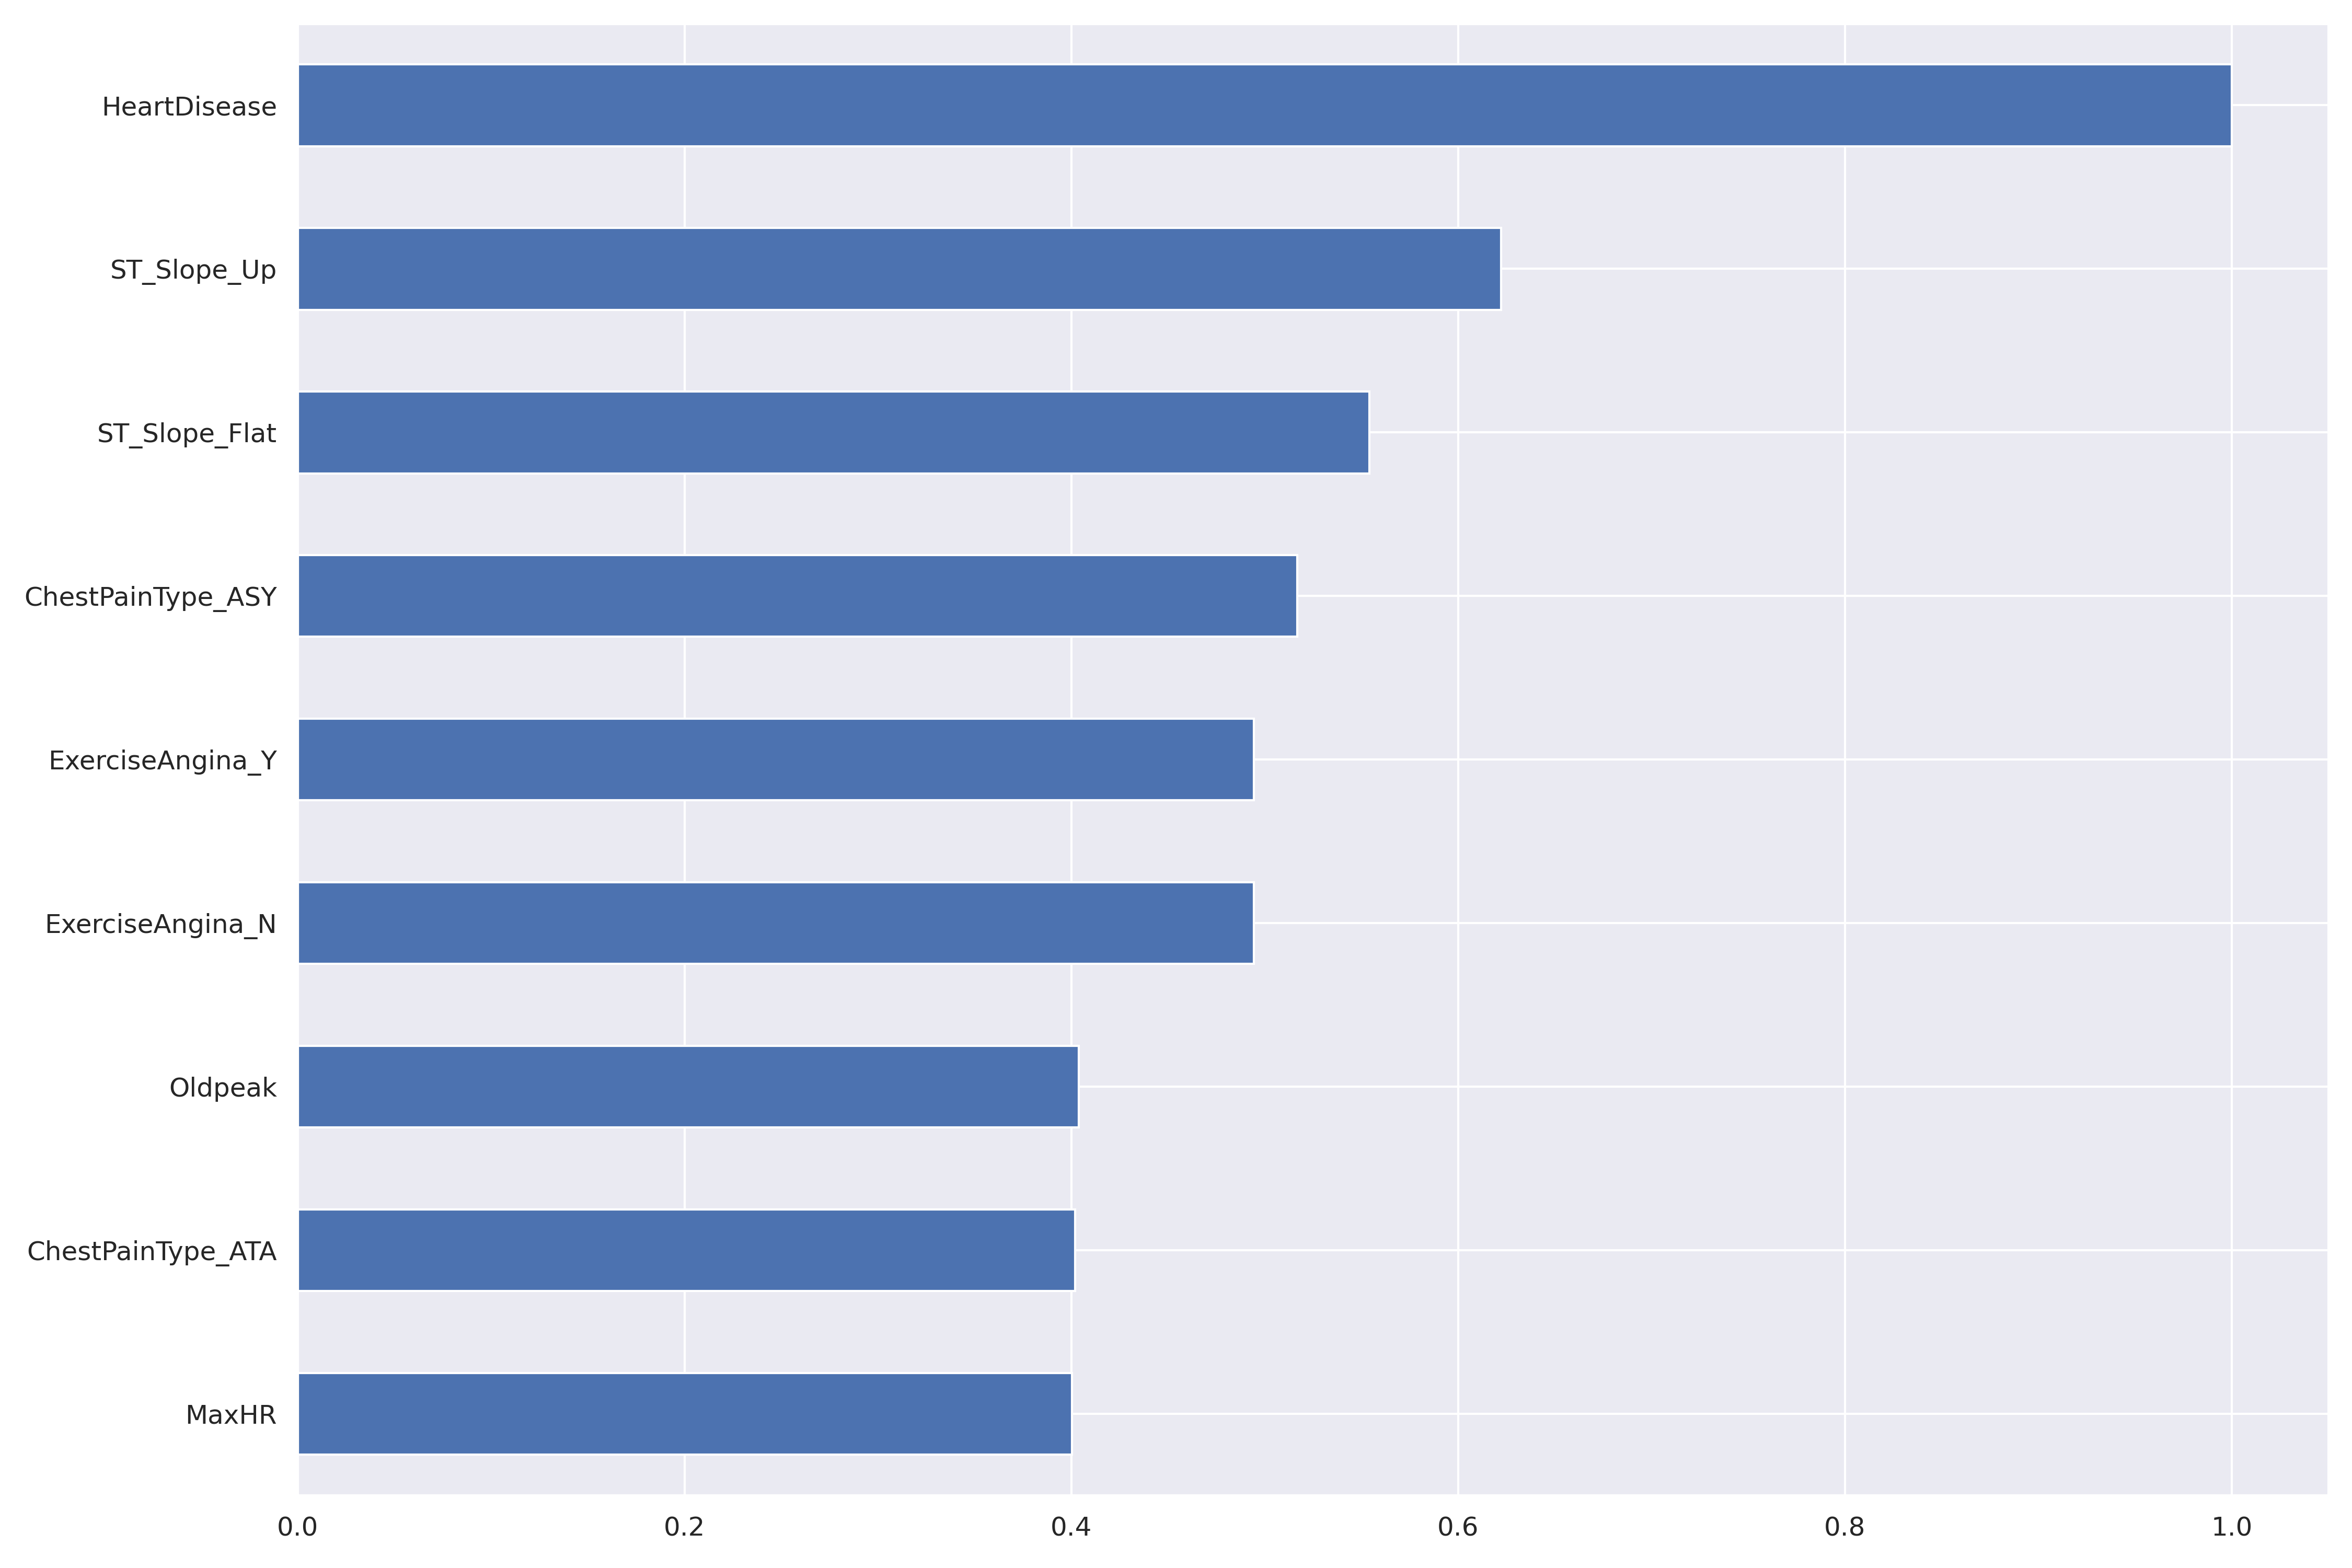 HeartDisease
ST_Slope_Up
ST_Slope_Flat
ChestPainType_ASY
ExerciseAngina_Y
ExerciseAngina_N
Oldpeak
ChestPainType_ATA
MaxHR
0.0 0.2 0.4 0.6 0.8 1.0